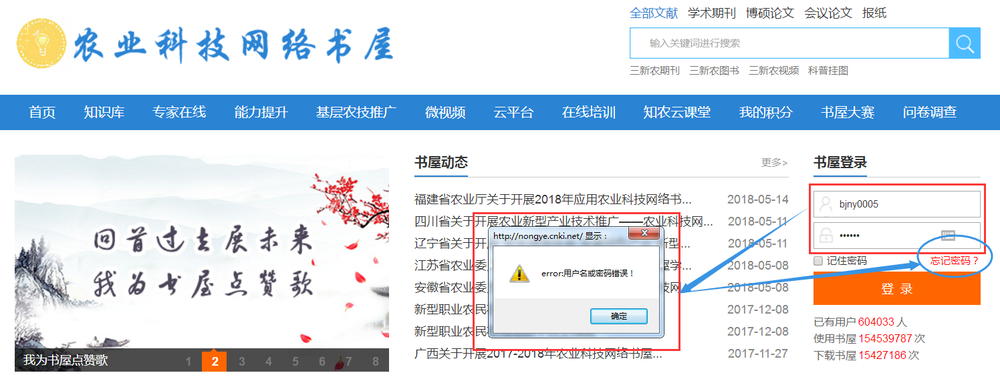 全部文献 学术期刊 博硕论文 会议论文 报纸
农业科技网络书屋
输入关键词进行搜索
三新农期刊 三新农图书 三新农视频 科普挂图
首页 知识库 专家在线 能力提升 基层农技推广 微视频 云平台 在线培训 知农云课堂 我的积分 书屋大赛 问卷调查
回首过去展未来
我为书屋点赞歌
我为书屋点赞歌 1 2 3 4 5 6 7 8
书屋动态 更多>
福建省农业厅关于开展2018年应用农业科技网络书... 2018-05-14
四川省关于开展农业新型产业技术推广——农业科技网... 2018-05-11
辽宁省关于开 新型... 2018-05-11
江苏省农业委 屋学... 2018-05-08
安徽省农业委 技网 2018-05-08
新型职业农民 2017-12-08
新型职业农民 2017-12-08
广西关于开展2017-2018年农业科技网络书屋... 2017-11-27
http://nongye.cnki.net/ 显示：
error:用户名或密码错误！
确定
书屋登录
bjny0005
••••••
记住密码 忘记密码？
登 录
已有用户 604033 人
使用书屋 154539787 次
下载书屋 15427186 次